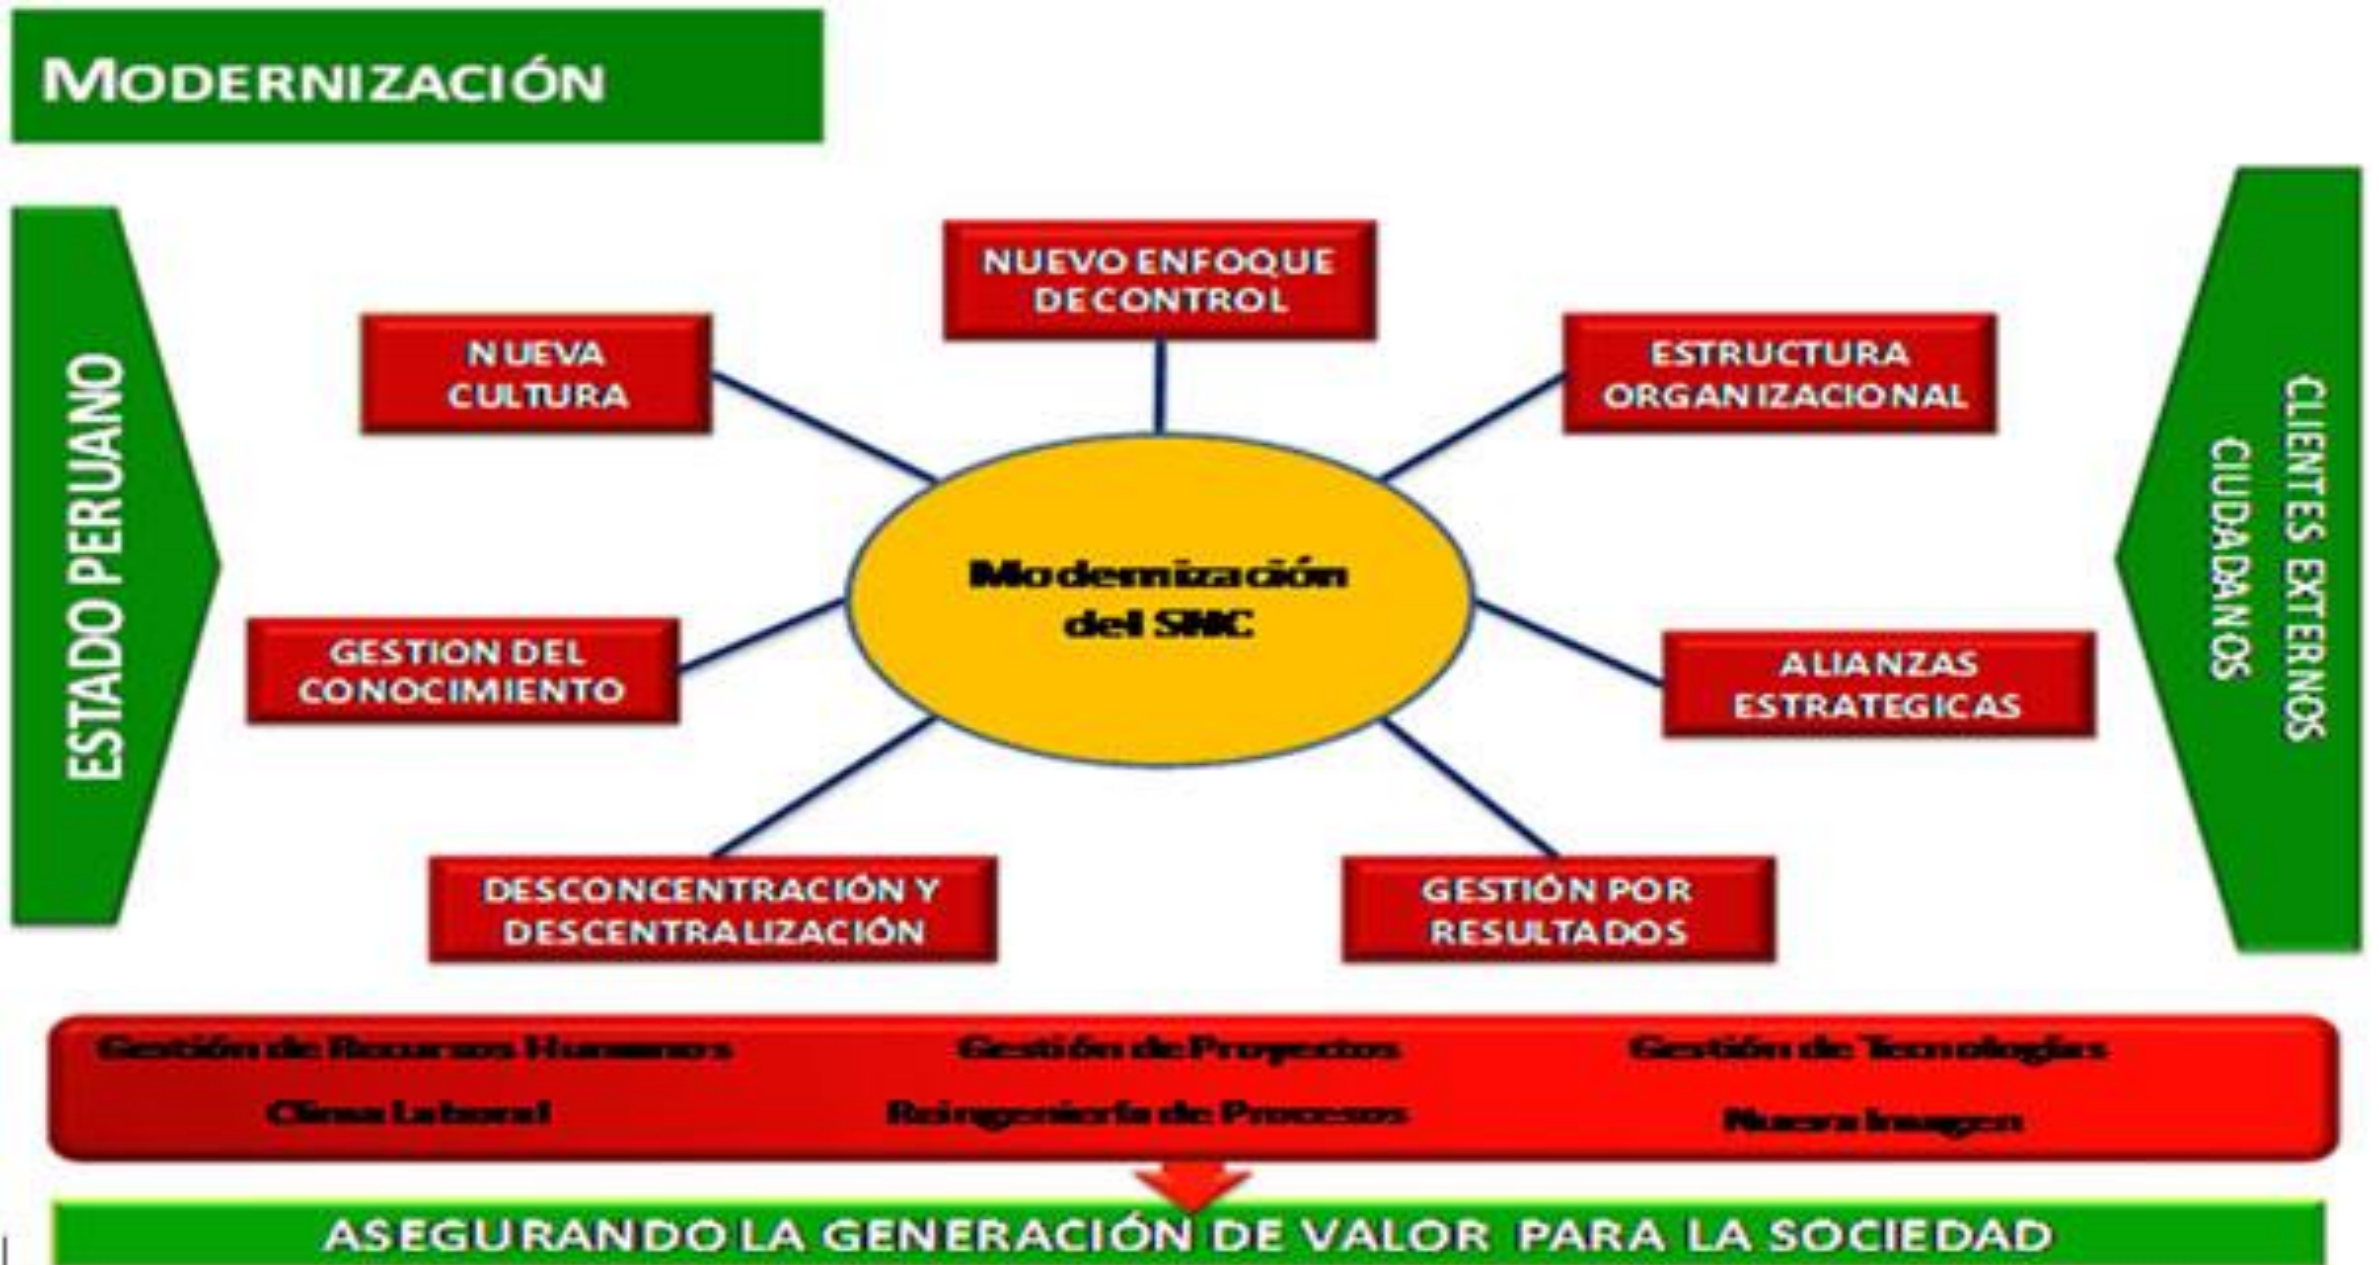 MODERNIZACIÓN
NUEVO ENFOQUE
DE CONTROL
NUEVA
CULTURA
ESTRUCTURA
ORGANIZACIONAL
ESTADO PERUANO
CLIENTES EXTERNOS
CIUDADANOS
Modernización
del SNC
GESTION DEL
CONOCIMIENTO
ALIANZAS
ESTRATEGICAS
DESCONCENTRACIÓN Y
DESCENTRALIZACIÓN
GESTIÓN POR
RESULTADOS
Gestión de Recursos Humanos
Gestión de Proyectos
Gestión de Tecnologías
Clima Laboral
Reingeniería de Procesos
Nueva Imagen
ASEGURANDO LA GENERACIÓN DE VALOR PARA LA SOCIEDAD